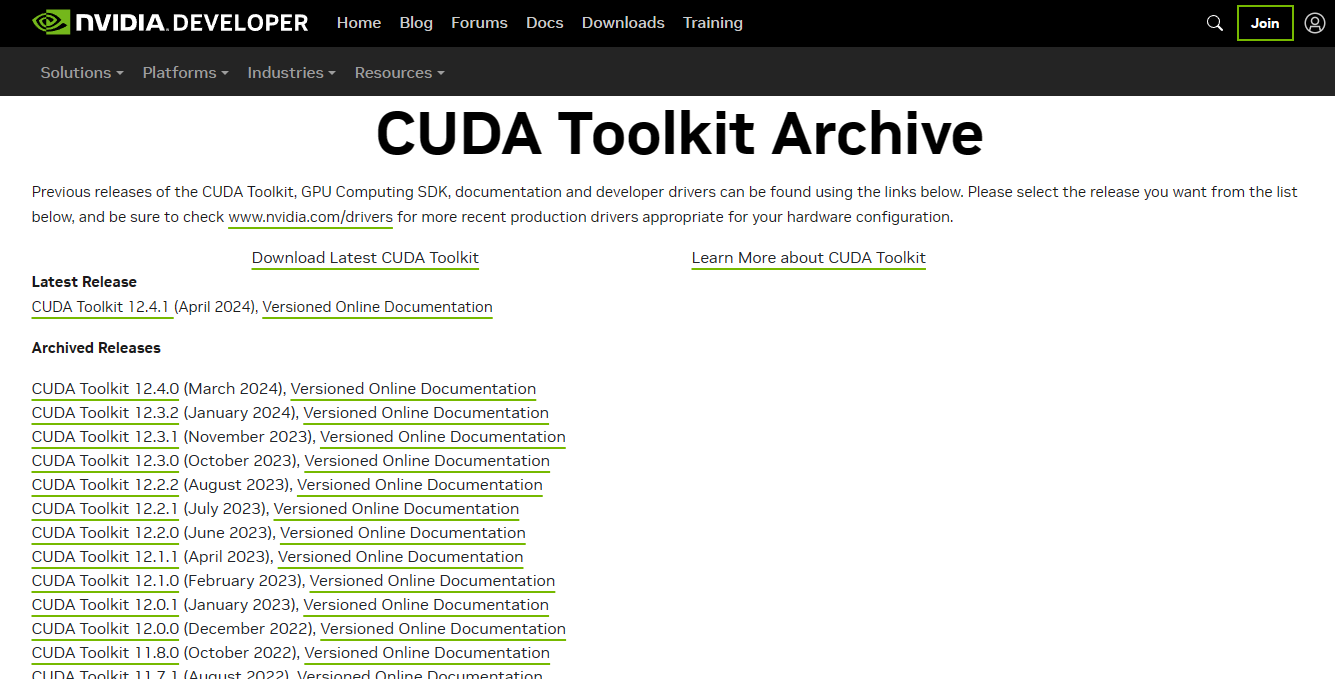 NVIDIA. DEVELOPER Home Blog Forums Docs Downloads Training Join
Solutions Platforms Industries Resources
CUDA Toolkit Archive
Previous releases of the CUDA Toolkit, GPU Computing SDK, documentation and developer drivers can be found using the links below. Please select the release you want from the list
below, and be sure to check www.nvidia.com/drivers for more recent production drivers appropriate for your hardware configuration.
Download Latest CUDA Toolkit Learn More about CUDA Toolkit
Latest Release
CUDA Toolkit 12.4.1 (April 2024), Versioned Online Documentation
Archived Releases
CUDA Toolkit 12.4.0 (March 2024), Versioned Online Documentation
CUDA Toolkit 12.3.2 (January 2024), Versioned Online Documentation
CUDA Toolkit 12.3.1 (November 2023), Versioned Online Documentation
CUDA Toolkit 12.3.0 (October 2023), Versioned Online Documentation
CUDA Toolkit 12.2.2 (August 2023), Versioned Online Documentation
CUDA Toolkit 12.2.1 (July 2023), Versioned Online Documentation
CUDA Toolkit 12.2.0 (June 2023), Versioned Online Documentation
CUDA Toolkit 12.1.1 (April 2023), Versioned Online Documentation
CUDA Toolkit 12.1.0 (February 2023), Versioned Online Documentation
CUDA Toolkit 12.0.1 (January 2023), Versioned Online Documentation
CUDA Toolkit 12.0.0 (December 2022), Versioned Online Documentation
CUDA Toolkit 11.8.0 (October 2022), Versioned Online Documentation
CUDA Toolkit 11.7.1 (August 2022), Versioned Online Documentation